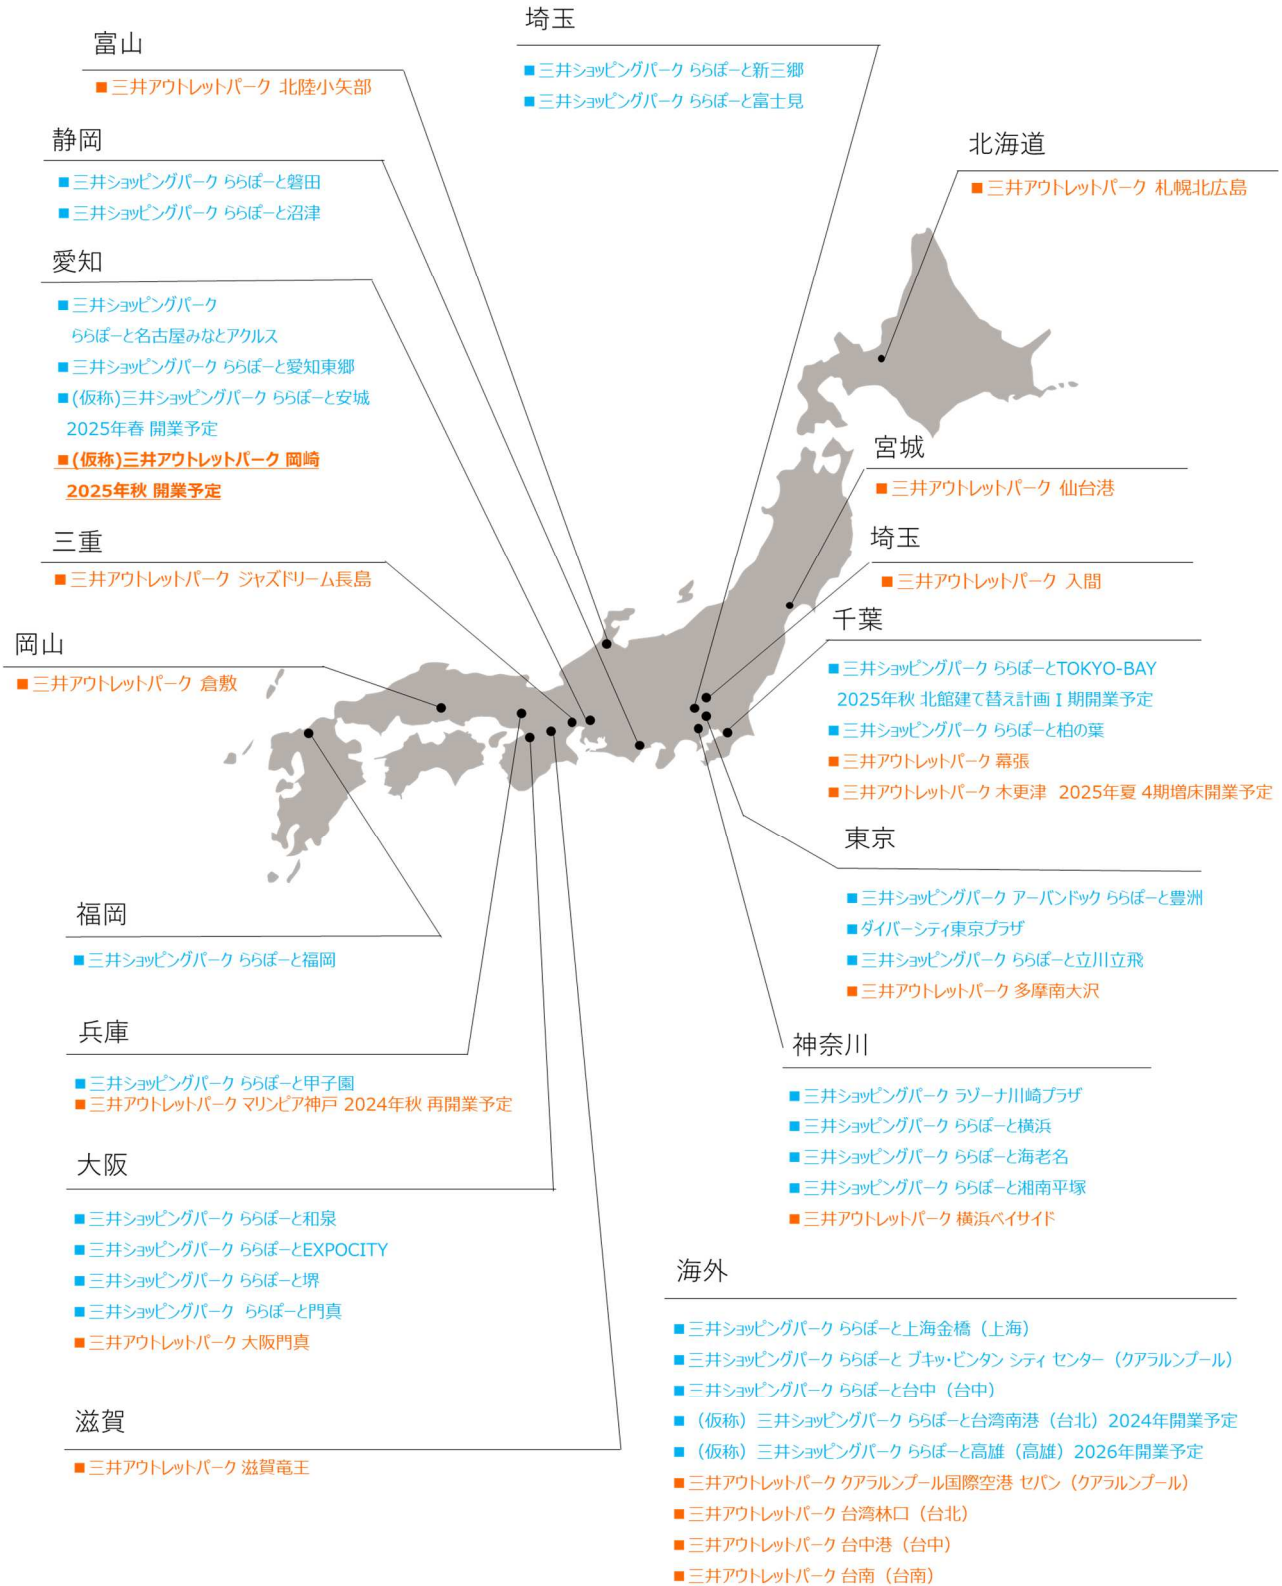 富山
■三井アウトレットパーク 北陸小矢部
静岡
■三井ショッピングパーク ららぽーと磐田
■三井ショッピングパーク ららぽーと沼津
愛知
■三井ショッピングパーク
ららぽーと名古屋みなとアクルス
■三井ショッピングパーク ららぽーと愛知東郷
■(仮称)三井ショッピングパーク ららぽーと安城
2025年春 開業予定
■(仮称)三井アウトレットパーク 岡崎
2025年秋 開業予定
三重
■三井アウトレットパーク ジャズドリーム長島
岡山
■三井アウトレットパーク 倉敷
福岡
■三井ショッピングパーク ららぽーと福岡
兵庫
■三井ショッピングパーク ららぽーと甲子園
■三井アウトレットパーク マリンピア神戸 2024年秋 再開業予定
大阪
■三井ショッピングパーク ららぽーと和泉
■三井ショッピングパーク ららぽーとEXPOCITY
■三井ショッピングパーク ららぽーと堺
■三井ショッピングパーク ららぽーと門真
■三井アウトレットパーク 大阪門真
滋賀
■三井アウトレットパーク 滋賀竜王
埼玉
■三井ショッピングパーク ららぽーと新三郷
■三井ショッピングパーク ららぽーと富士見
北海道
■三井アウトレットパーク 札幌北広島
宮城
■三井アウトレットパーク 仙台港
埼玉
■三井アウトレットパーク 入間
千葉
■三井ショッピングパーク ららぽーとTOKYO-BAY
2025年秋 北館建て替え計画Ⅰ期開業予定
■三井ショッピングパーク ららぽーと柏の葉
■三井アウトレットパーク 幕張
■三井アウトレットパーク 木更津 2025年夏 4期増床開業予定
東京
■三井ショッピングパーク アーバンドック ららぽーと豊洲
■ダイバーシティ東京プラザ
■三井ショッピングパーク ららぽーと立川立飛
■三井アウトレットパーク 多摩南大沢
神奈川
■三井ショッピングパーク ラゾーナ川崎プラザ
■三井ショッピングパーク ららぽーと横浜
■三井ショッピングパーク ららぽーと海老名
■三井ショッピングパーク ららぽーと湘南平塚
■三井アウトレットパーク 横浜ベイサイド
海外
■三井ショッピングパーク ららぽーと上海金橋（上海）
■三井ショッピングパーク ららぽーと ブキッ・ビンタン シティ センター（クアラルンプール）
■三井ショッピングパーク ららぽーと台中（台中）
■（仮称）三井ショッピングパーク ららぽーと台湾南港（台北）2024年開業予定
■（仮称）三井ショッピングパーク ららぽーと高雄（高雄）2026年開業予定
■三井アウトレットパーク クアラルンプール国際空港 セパン（クアラルンプール）
■三井アウトレットパーク 台湾林口（台北）
■三井アウトレットパーク 台中港（台中）
■三井アウトレットパーク 台南（台南）